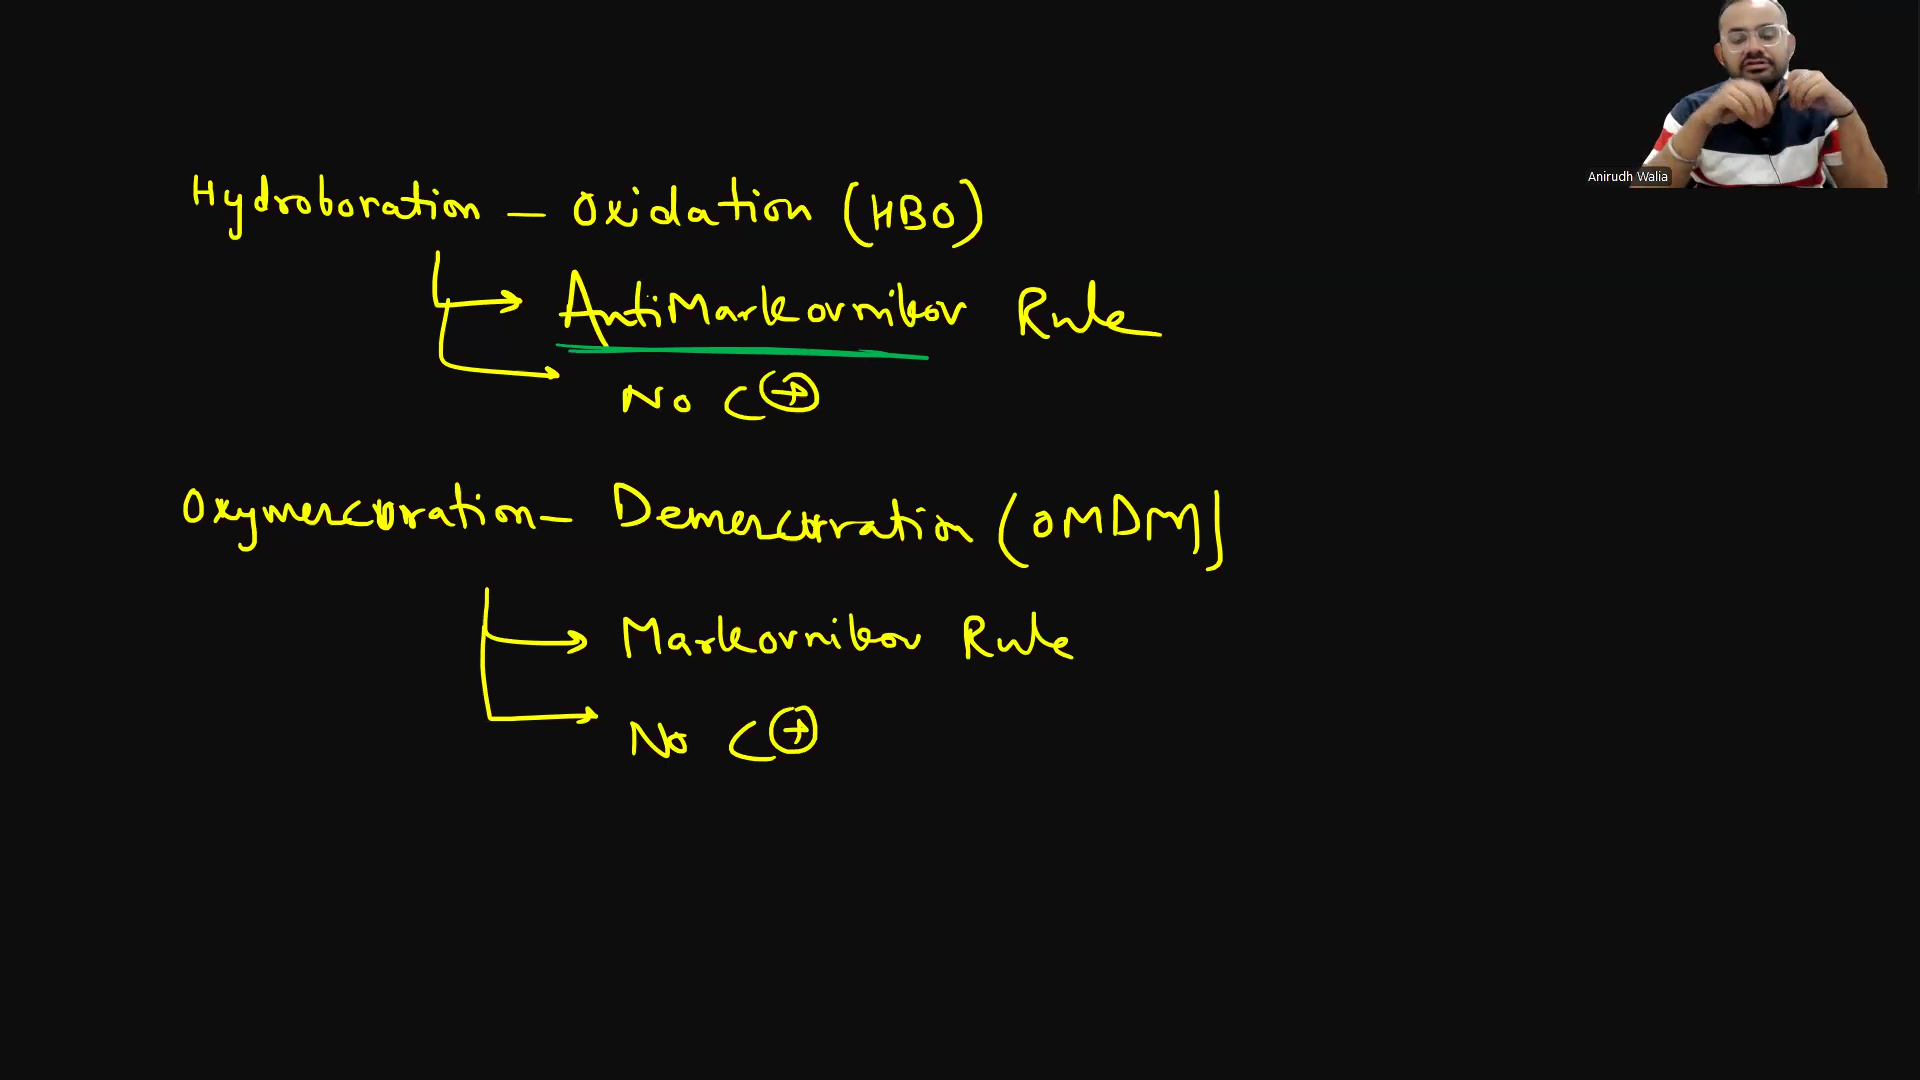 Anirudh Walia
Hydroboration - Oxidation (HBO)
AntiMarkovnikov Rule
No C⊕
Oxymercuration - Demercuration (OMDM)
Markovnikov Rule
No C⊕